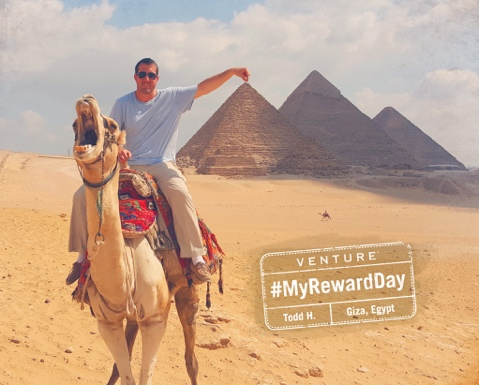 VENTURE
#MyRewardDay
Todd H. Giza, Egypt